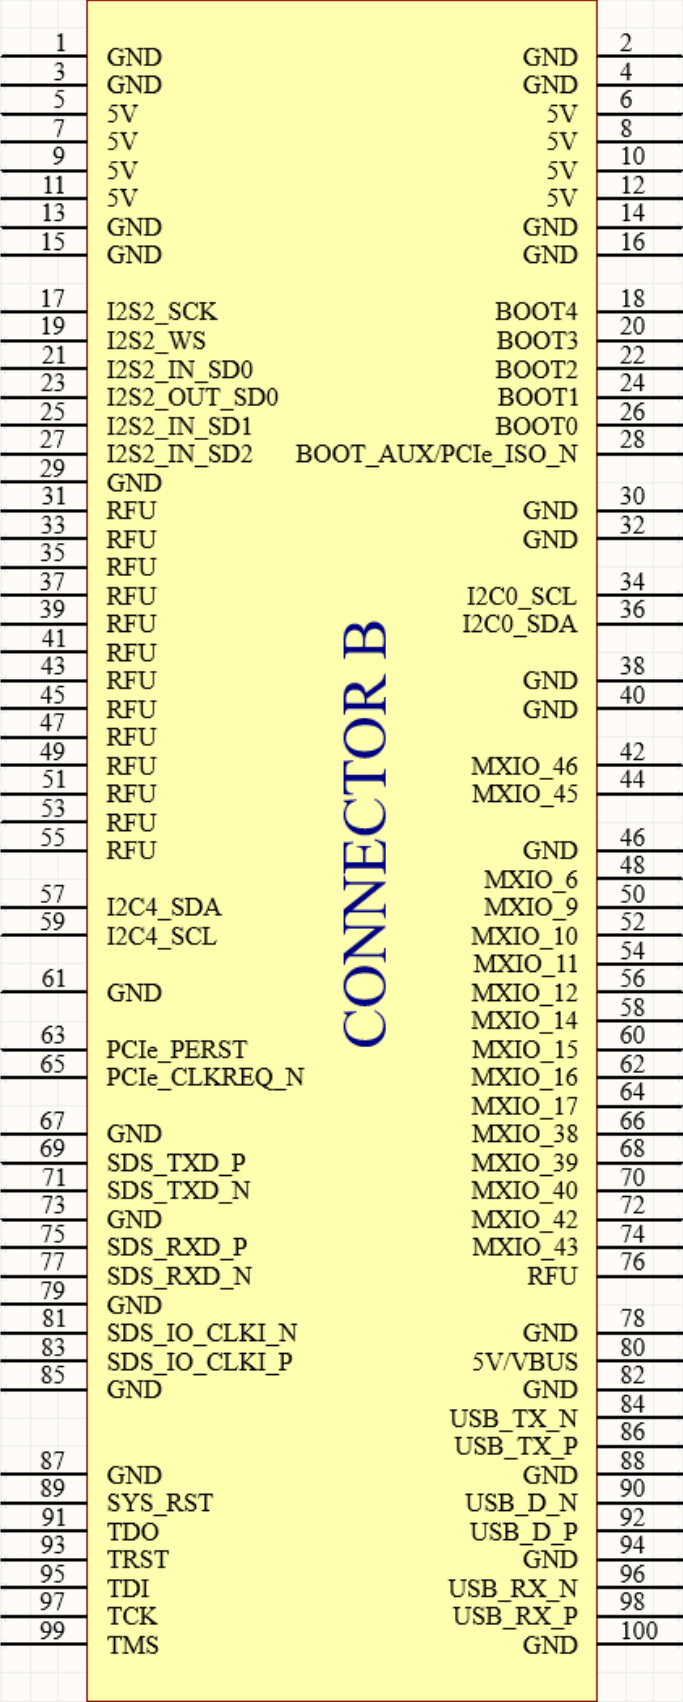 1 GND GND 2
3 GND GND 4
5 5V 5V 6
7 5V 5V 8
9 5V 5V 10
11 5V 5V 12
13 GND GND 14
15 GND GND 16
17 I2S2_SCK BOOT4 18
19 I2S2_WS BOOT3 20
21 I2S2_IN_SD0 BOOT2 22
23 I2S2_OUT_SD0 BOOT1 24
25 I2S2_IN_SD1 BOOT0 26
27 I2S2_IN_SD2 BOOT_AUX/PCIe_ISO_N 28
29 GND
31 RFU GND 30
33 RFU GND 32
35 RFU
37 RFU I2C0_SCL 34
39 RFU I2C0_SDA 36
41 RFU
43 RFU GND 38
45 RFU GND 40
47 RFU
49 RFU MXIO_46 42
51 RFU MXIO_45 44
53 RFU
55 RFU GND 46
MXIO_6 48
57 I2C4_SDA MXIO_9 50
59 I2C4_SCL MXIO_10 52
MXIO_11 54
61 GND MXIO_12 56
MXIO_14 58
63 PCIe_PERST MXIO_15 60
65 PCIe_CLKREQ_N MXIO_16 62
MXIO_17 64
67 GND MXIO_38 66
69 SDS_TXD_P MXIO_39 68
71 SDS_TXD_N MXIO_40 70
73 GND MXIO_42 72
75 SDS_RXD_P MXIO_43 74
77 SDS_RXD_N RFU 76
79 GND
81 SDS_IO_CLKI_N GND 78
83 SDS_IO_CLKI_P 5V/VBUS 80
85 GND GND 82
USB_TX_N 84
USB_TX_P 86
87 GND GND 88
89 SYS_RST USB_D_N 90
91 TDO USB_D_P 92
93 TRST GND 94
95 TDI USB_RX_N 96
97 TCK USB_RX_P 98
99 TMS GND 100
CONNECTOR B